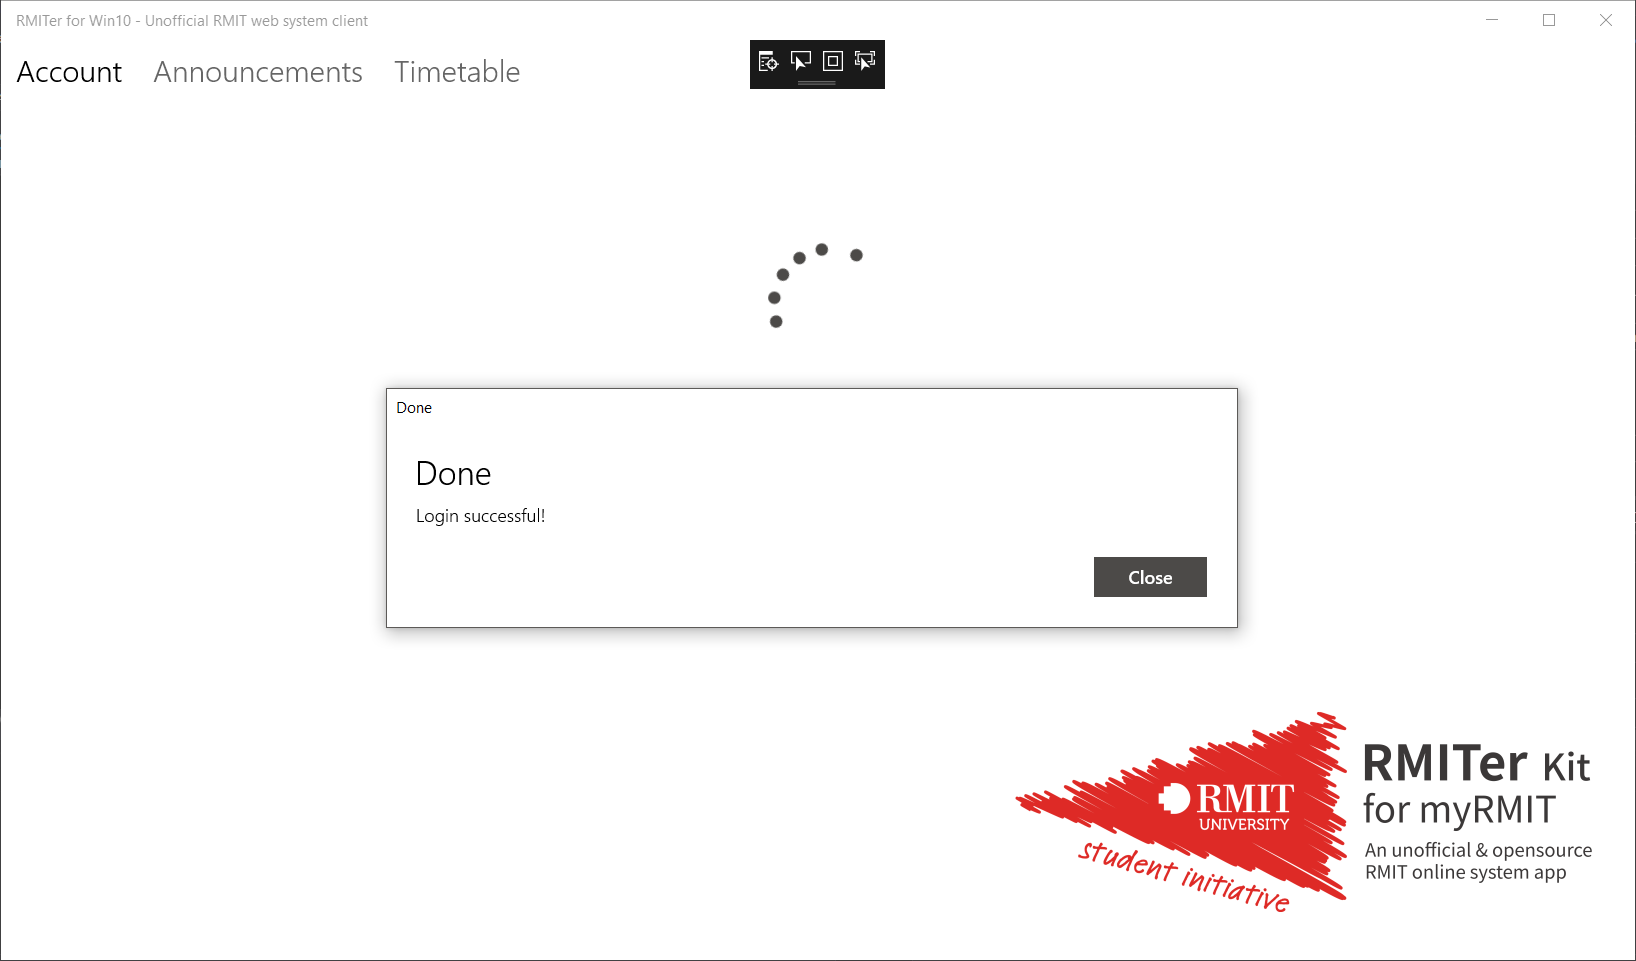 RMITer for Win10 - Unofficial RMIT web system client
Account Announcements Timetable
Done
Done
Login successful!
Close
RMIT
UNIVERSITY
student initiative
RMITer Kit
for myRMIT
An unofficial & opensource
RMIT online system app